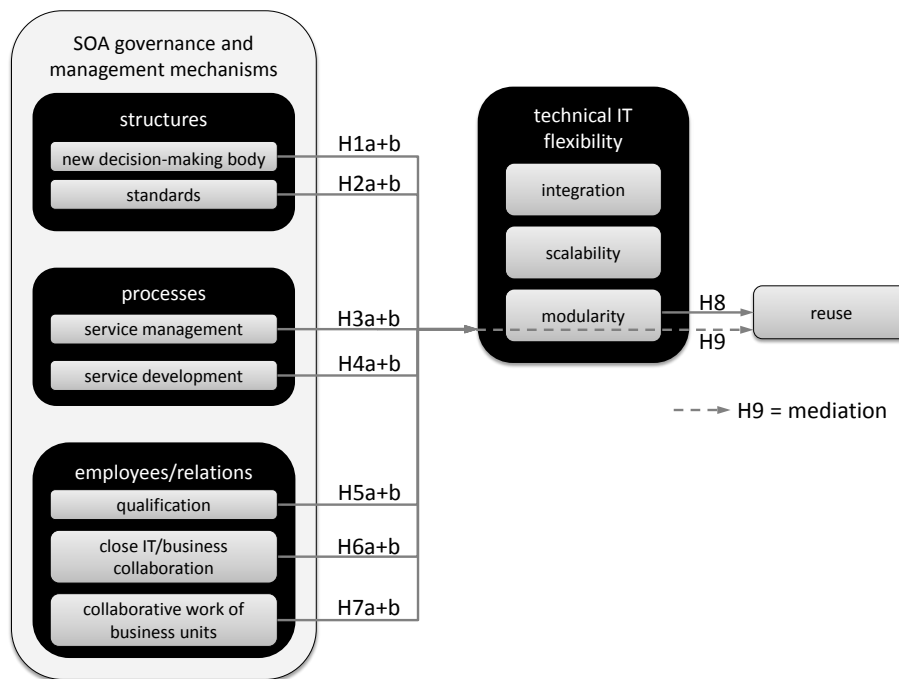 SOA governance and
management mechanisms
structures
new decision-making body
standards
processes
service management
service development
employees/relations
qualification
close IT/business
collaboration
collaborative work of
business units
H1a+b
H2a+b
H3a+b
H4a+b
H5a+b
H6a+b
H7a+b
technical IT
flexibility
integration
scalability
modularity
H8
H9
reuse
H9 = mediation